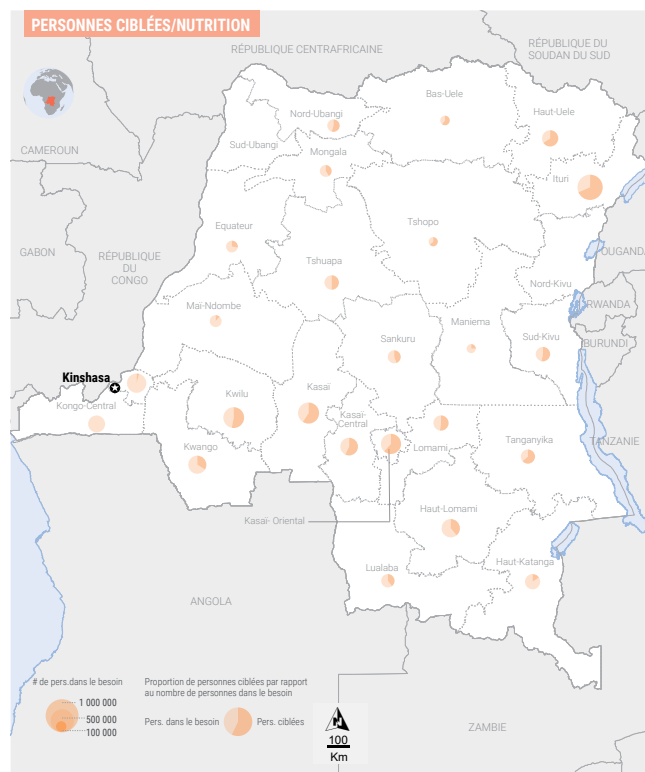 PERSONNES CIBLÉES/NUTRITION
RÉPUBLIQUE CENTRAFRICAINE
RÉPUBLIQUE DU
SOUDAN DU SUD
CAMEROUN
Nord-Ubangi
Bas-Uele
Haut-Uele
Sud-Ubangi
Mongala
Ituri
Equateur
Tshopo
GABON
RÉPUBLIQUE
DU
CONGO
OUGANDA
Tshuapa
Nord-Kivu
Maï-Ndombe
RWANDA
Maniema
Sankuru
Sud-Kivu
BURUNDI
Kinshasa
Kongo-Central
Kwilu
Kasaï
Kasaï-
Central
Lomami
Tanganyika
TANZANIE
Kwango
Kasaï- Oriental
Haut-Lomami
Lualaba
Haut-Katanga
ANGOLA
ZAMBIE
# de pers.dans le besoin
1 000 000
500 000
100 000
Proportion de personnes ciblées par rapport
au nombre de personnes dans le besoin
Pers. dans le besoin
Pers. ciblées
N
100
Km